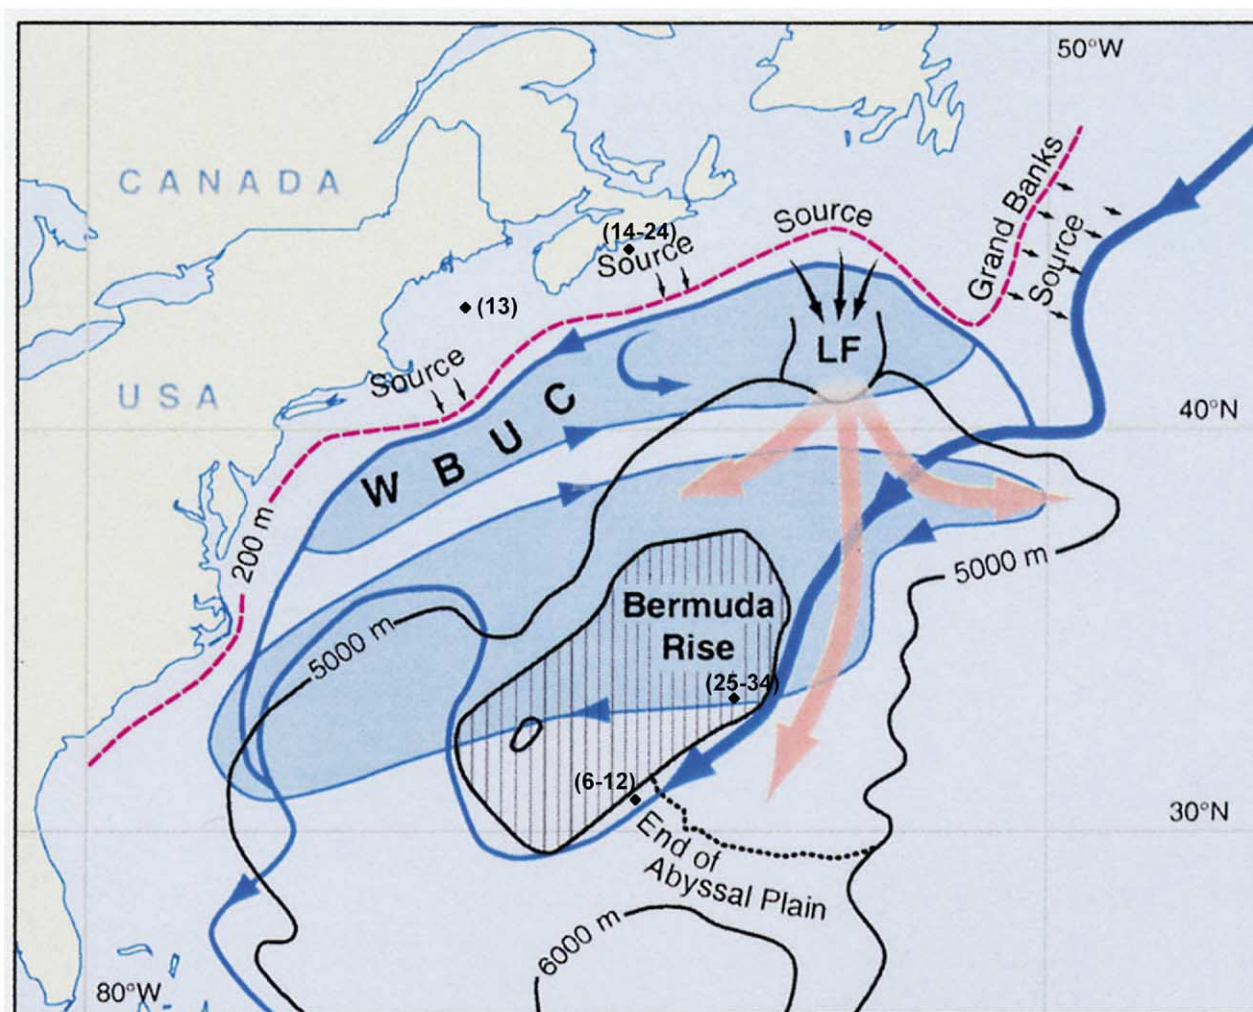 50°W
CANADA
Grand Banks
Source
Source
(14-24)
Source
(13)
LF
Source
USA
40°N
WBUC
200 m
5000 m
Bermuda
Rise
5000 m
(25-34)
(6-12)
30°N
End of
Abyssal Plain
6000 m
80°W